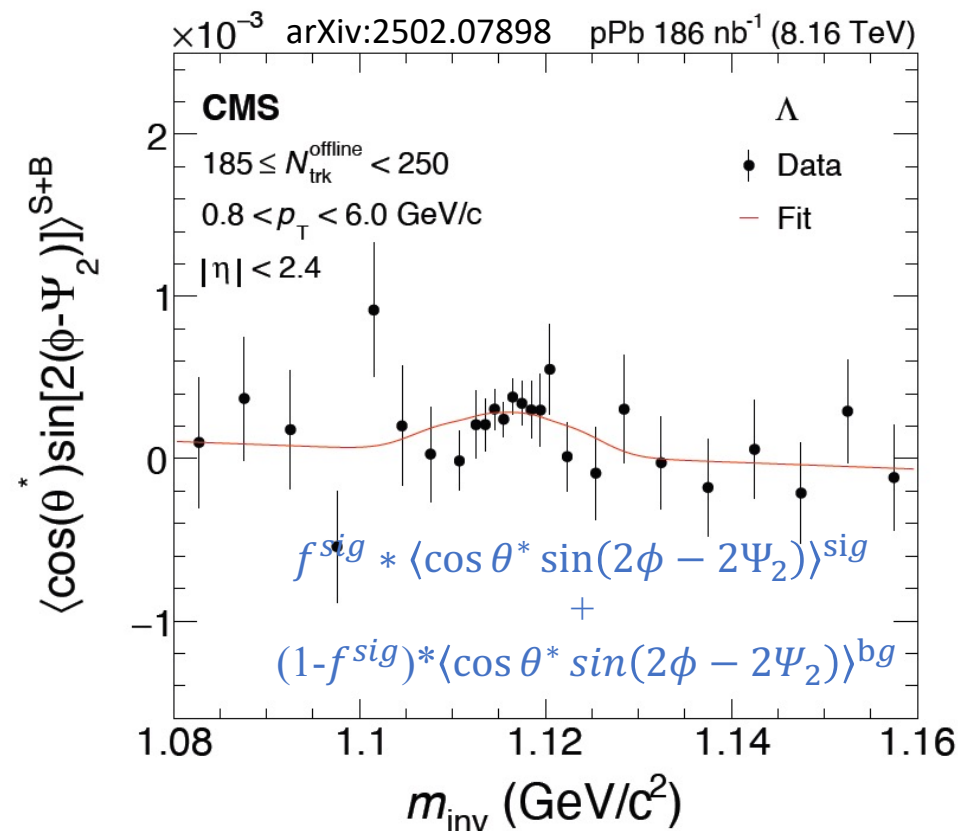 ×10⁻³ arXiv:2502.07898 pPb 186 nb⁻¹ (8.16 TeV)
CMS
185 ≤ N_trk^offline < 250
0.8 < p_T < 6.0 GeV/c
|η| < 2.4
Λ
Data
Fit
⟨cos(θ*)sin[2(φ-Ψ₂)]⟩^S+B
2
1
0
−1
f^sig * ⟨cos θ* sin(2ϕ − 2Ψ₂)⟩^sig
+
(1-f^sig)*⟨cos θ* sin(2ϕ − 2Ψ₂)⟩^bg
1.08 1.1 1.12 1.14 1.16
m_inv (GeV/c²)